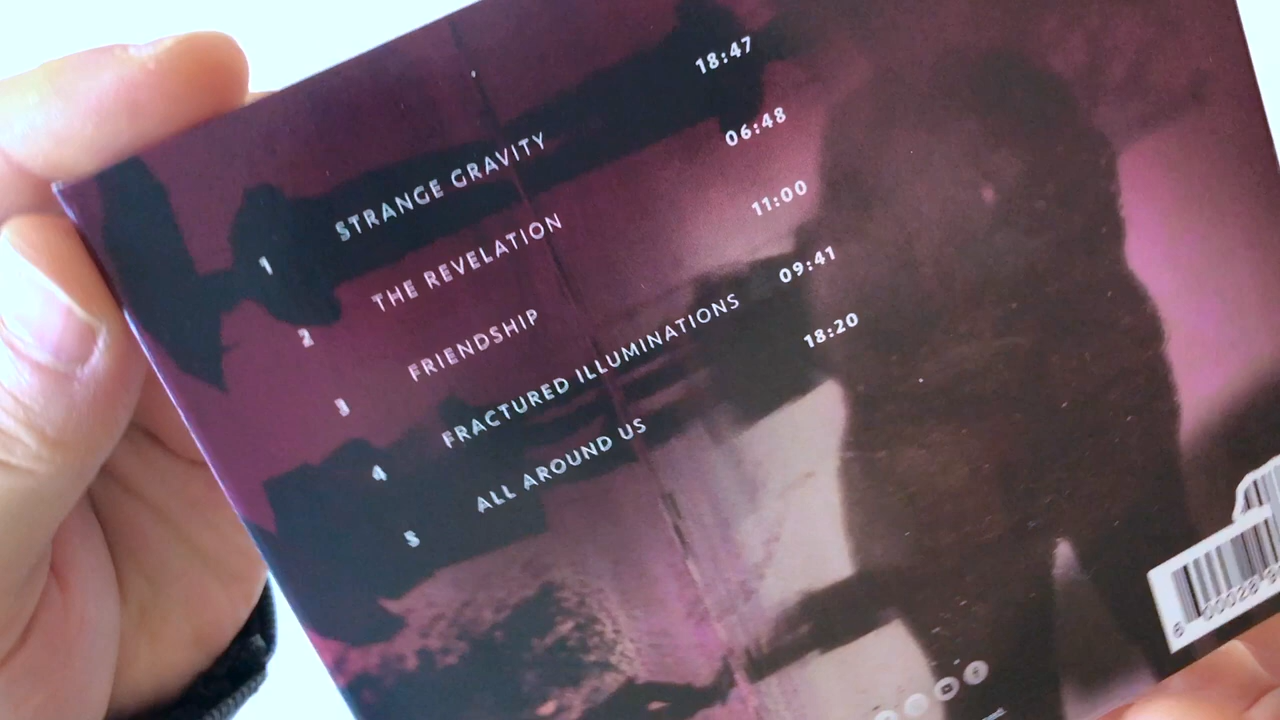 1 STRANGE GRAVITY 18:47
2 THE REVELATION 06:48
3 FRIENDSHIP 11:00
4 FRACTURED ILLUMINATIONS 09:41
5 ALL AROUND US 18:20